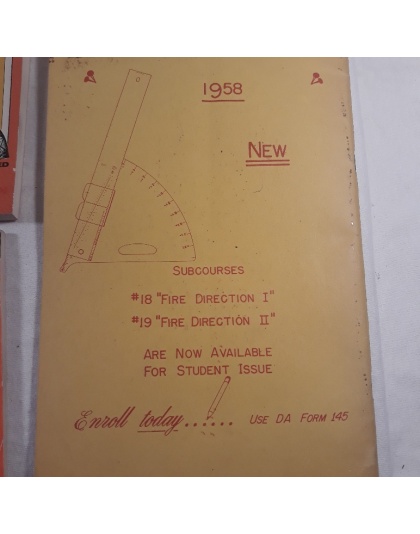 1958
NEW
SUBCOURSES
#18 "FIRE DIRECTION I"
#19 "FIRE DIRECTION II"
ARE NOW AVAILABLE
FOR STUDENT ISSUE
Enroll today...... USE DA FORM 145